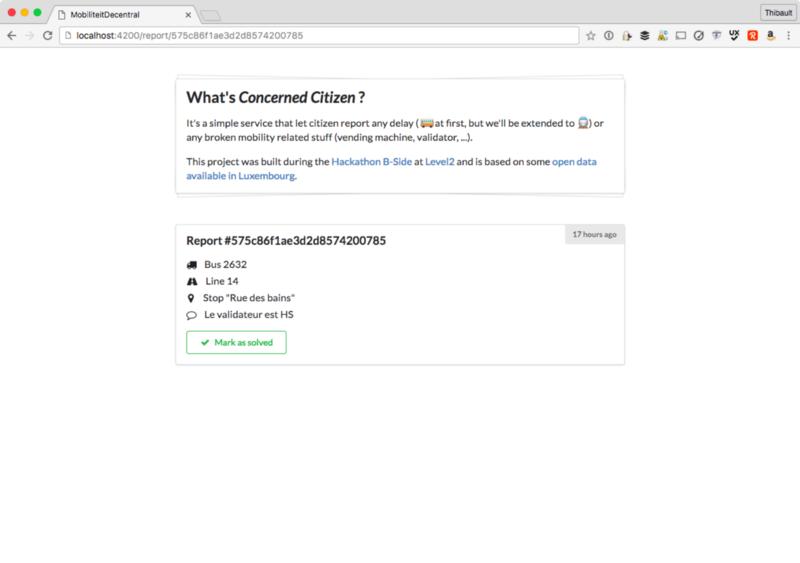 MobiliteitDecentral
Thibault
localhost:4200/report/575c86f1ae3d2d8574200785
What's Concerned Citizen ?
It's a simple service that let citizen report any delay (🚌at first, but we'll be extended to 🚊) or
any broken mobility related stuff (vending machine, validator, ...).
This project was built during the Hackathon B-Side at Level2 and is based on some open data
available in Luxembourg.
17 hours ago
Report #575c86f1ae3d2d8574200785
Bus 2632
Line 14
Stop "Rue des bains"
Le validateur est HS
Mark as solved